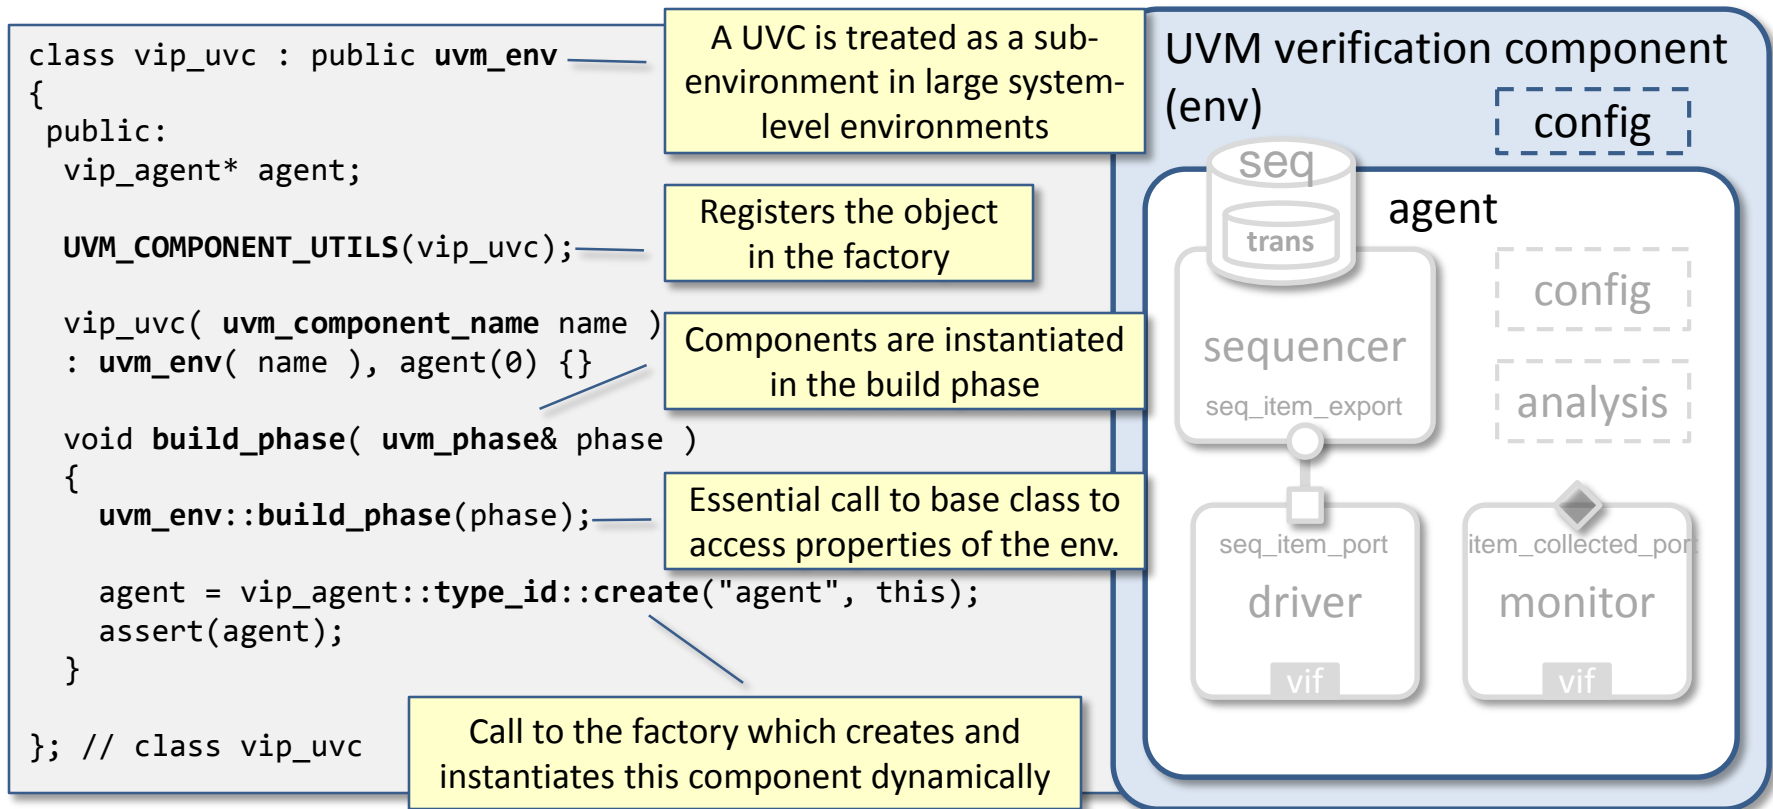 class vip_uvc : public uvm_env
{
public:
vip_agent* agent;
UVM_COMPONENT_UTILS(vip_uvc);
vip_uvc( uvm_component_name name )
: uvm_env( name ), agent(0) {}
void build_phase( uvm_phase& phase )
{
uvm_env::build_phase(phase);
agent = vip_agent::type_id::create("agent", this);
assert(agent);
}
}; // class vip_uvc
A UVC is treated as a sub-
environment in large system-
level environments
Registers the object
in the factory
Components are instantiated
in the build phase
Essential call to base class to
access properties of the env.
Call to the factory which creates and
instantiates this component dynamically
UVM verification component
(env)
config
agent
seq
trans
sequencer
seq_item_export
config
analysis
seq_item_port
driver
vif
item_collected_port
monitor
vif